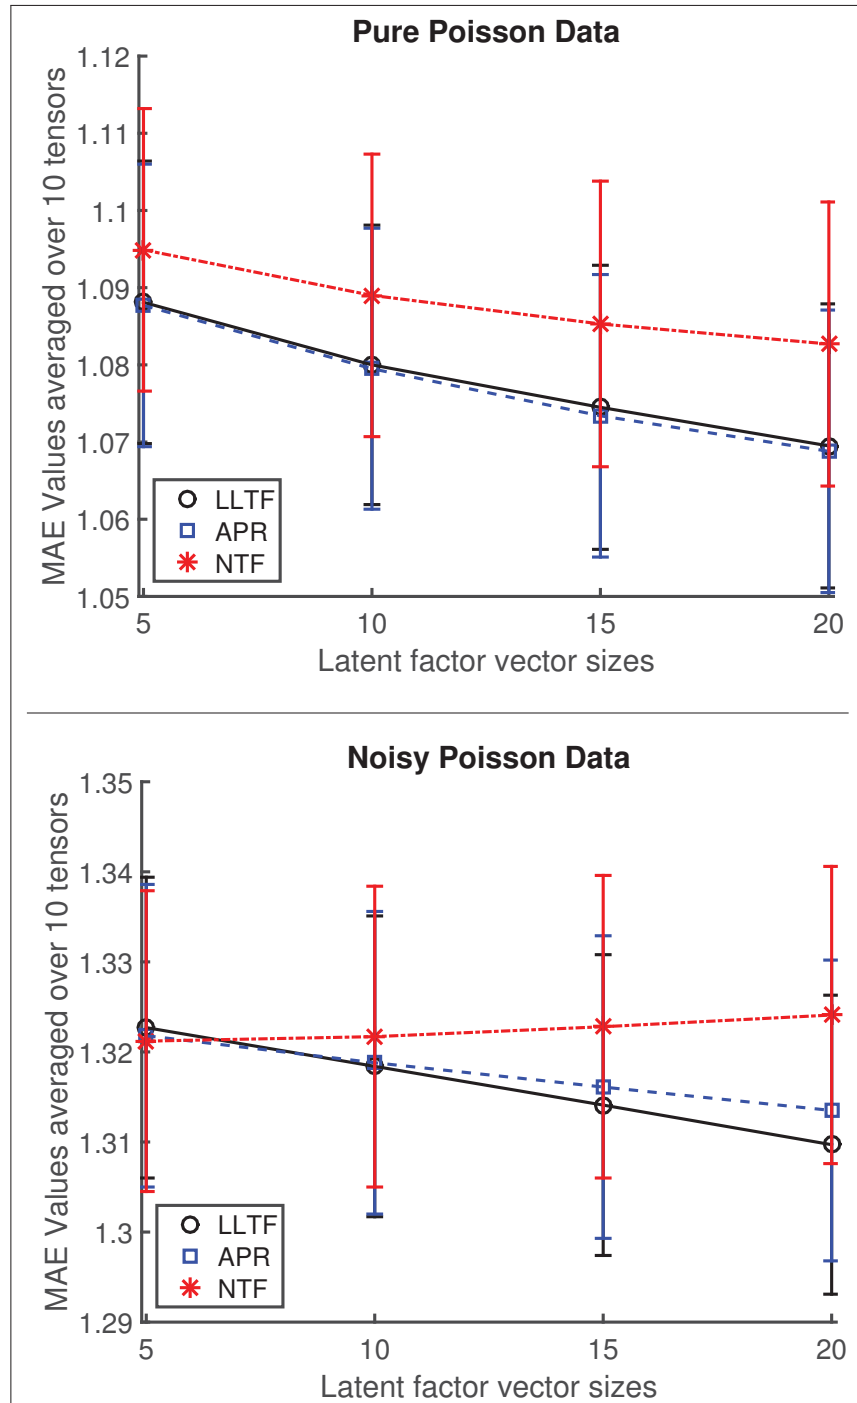 Pure Poisson Data
MAE Values averaged over 10 tensors
1.12
1.11
1.1
1.09
1.08
1.07
1.06
1.05
LLTF
APR
NTF
5
10
15
20
Latent factor vector sizes
Noisy Poisson Data
MAE Values averaged over 10 tensors
1.35
1.34
1.33
1.32
1.31
1.3
1.29
LLTF
APR
NTF
5
10
15
20
Latent factor vector sizes